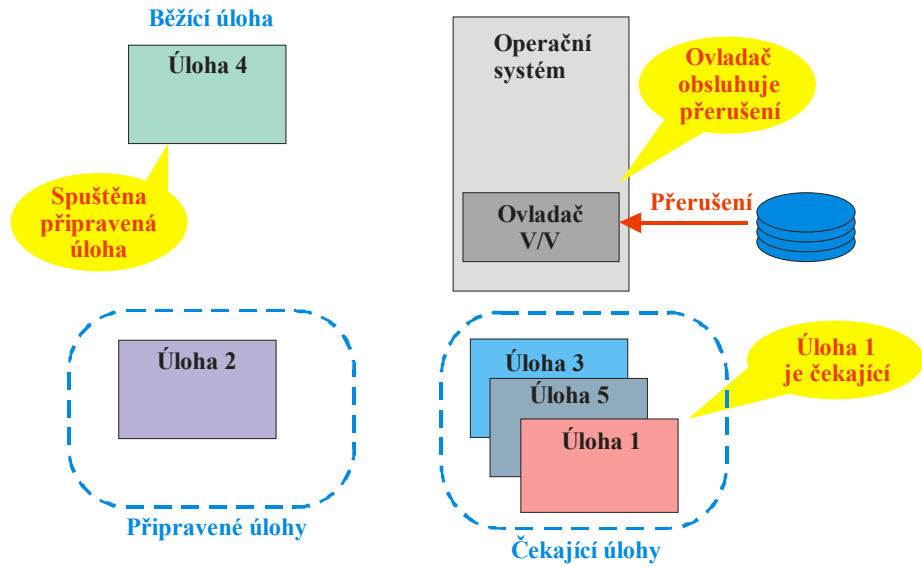 Běžící úloha
Úloha 4
Spuštěna
připravená
úloha
Operační
systém
Ovladač
obsluhuje
přerušení
Ovladač
V/V
Přerušení
Úloha 2
Připravené úlohy
Úloha 3
Úloha 5
Úloha 1
Úloha 1
je čekající
Čekající úlohy